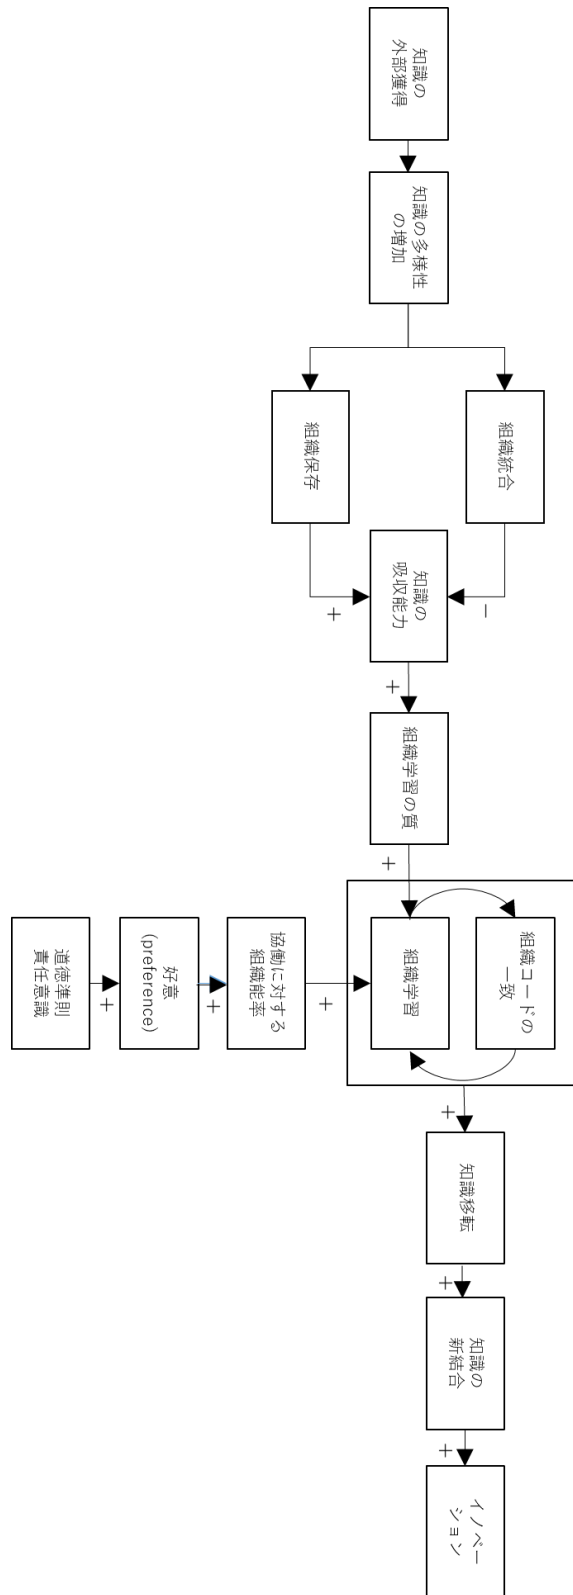 知識の
外部獲得
知識の多様性
の増加
組織統合
組織保存
－
＋
知識の
吸収能力
＋
組織学習の質
＋
組織コードの
一致
組織学習
＋
協働に対する
組織能率
＋
好意
(preference)
＋
道徳準則
責任意識
＋
知識移転
＋
知識の
新結合
＋
イノベー
ション